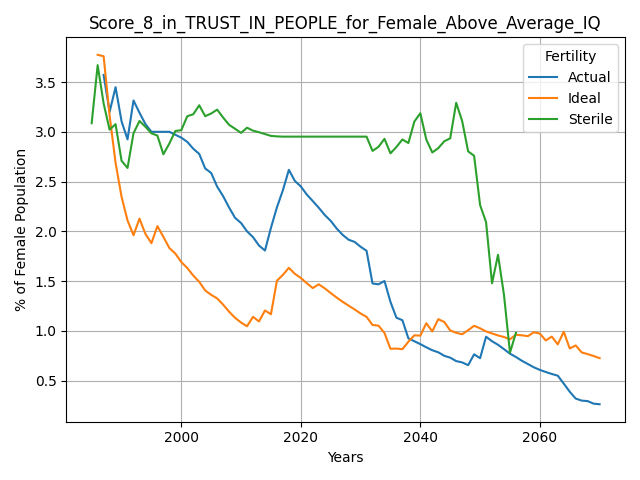 Score_8_in_TRUST_IN_PEOPLE_for_Female_Above_Average_IQ
Fertility
Actual
Ideal
Sterile
% of Female Population
3.5
3.0
2.5
2.0
1.5
1.0
0.5
2000
2020
2040
2060
Years